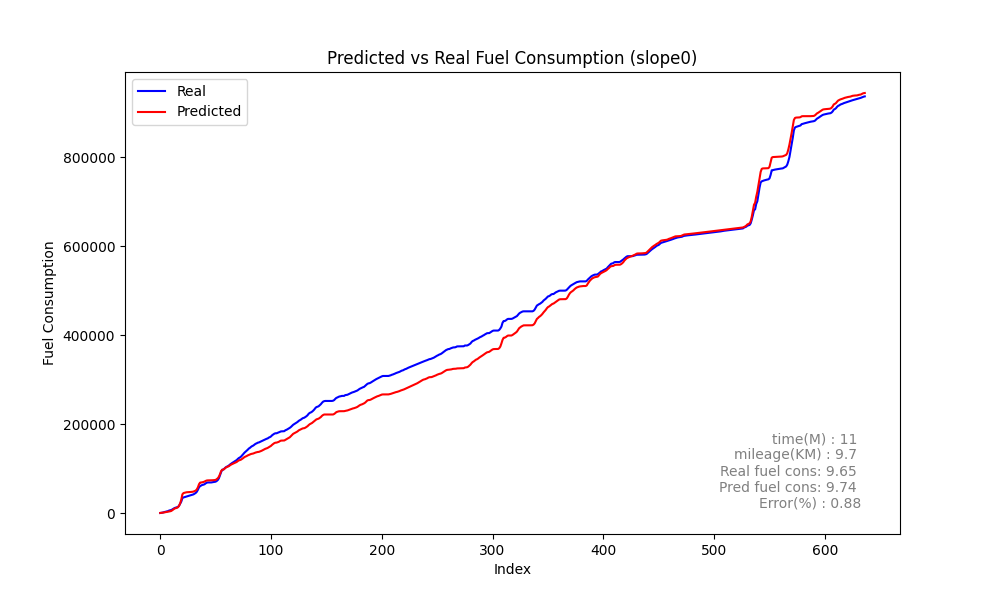 Predicted vs Real Fuel Consumption (slope0)
Real
Predicted
Fuel Consumption
800000
600000
400000
200000
0
time(M) : 11
mileage(KM) : 9.7
Real fuel cons: 9.65
Pred fuel cons: 9.74
Error(%) : 0.88
0 100 200 300 400 500 600
Index